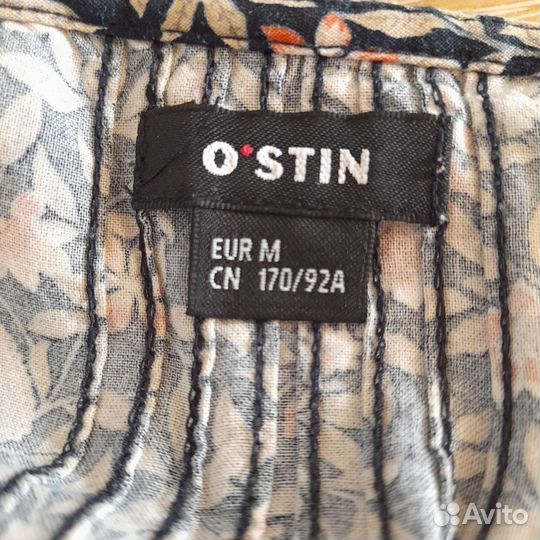 O'STIN
EUR M
CN 170/92A
Avito